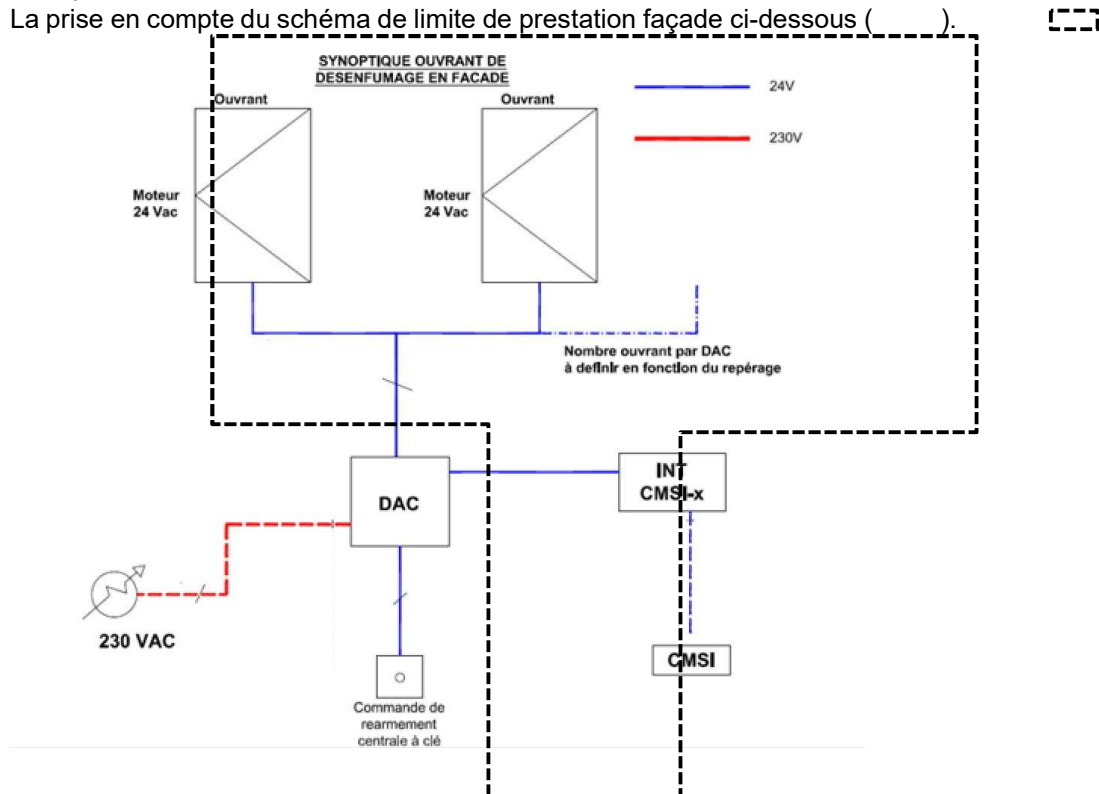 La prise en compte du schéma de limite de prestation façade ci-dessous (          ).
SYNOPTIQUE OUVRANT DE
DESENFUMAGE EN FACADE
Ouvrant
Ouvrant
24V
230V
Moteur
24 Vac
Moteur
24 Vac
Nombre ouvrant par DAC
à definir en fonction du repérage
DAC
INT
CMSI-x
230 VAC
CMSI
Commande de
rearmement
centrale à clé